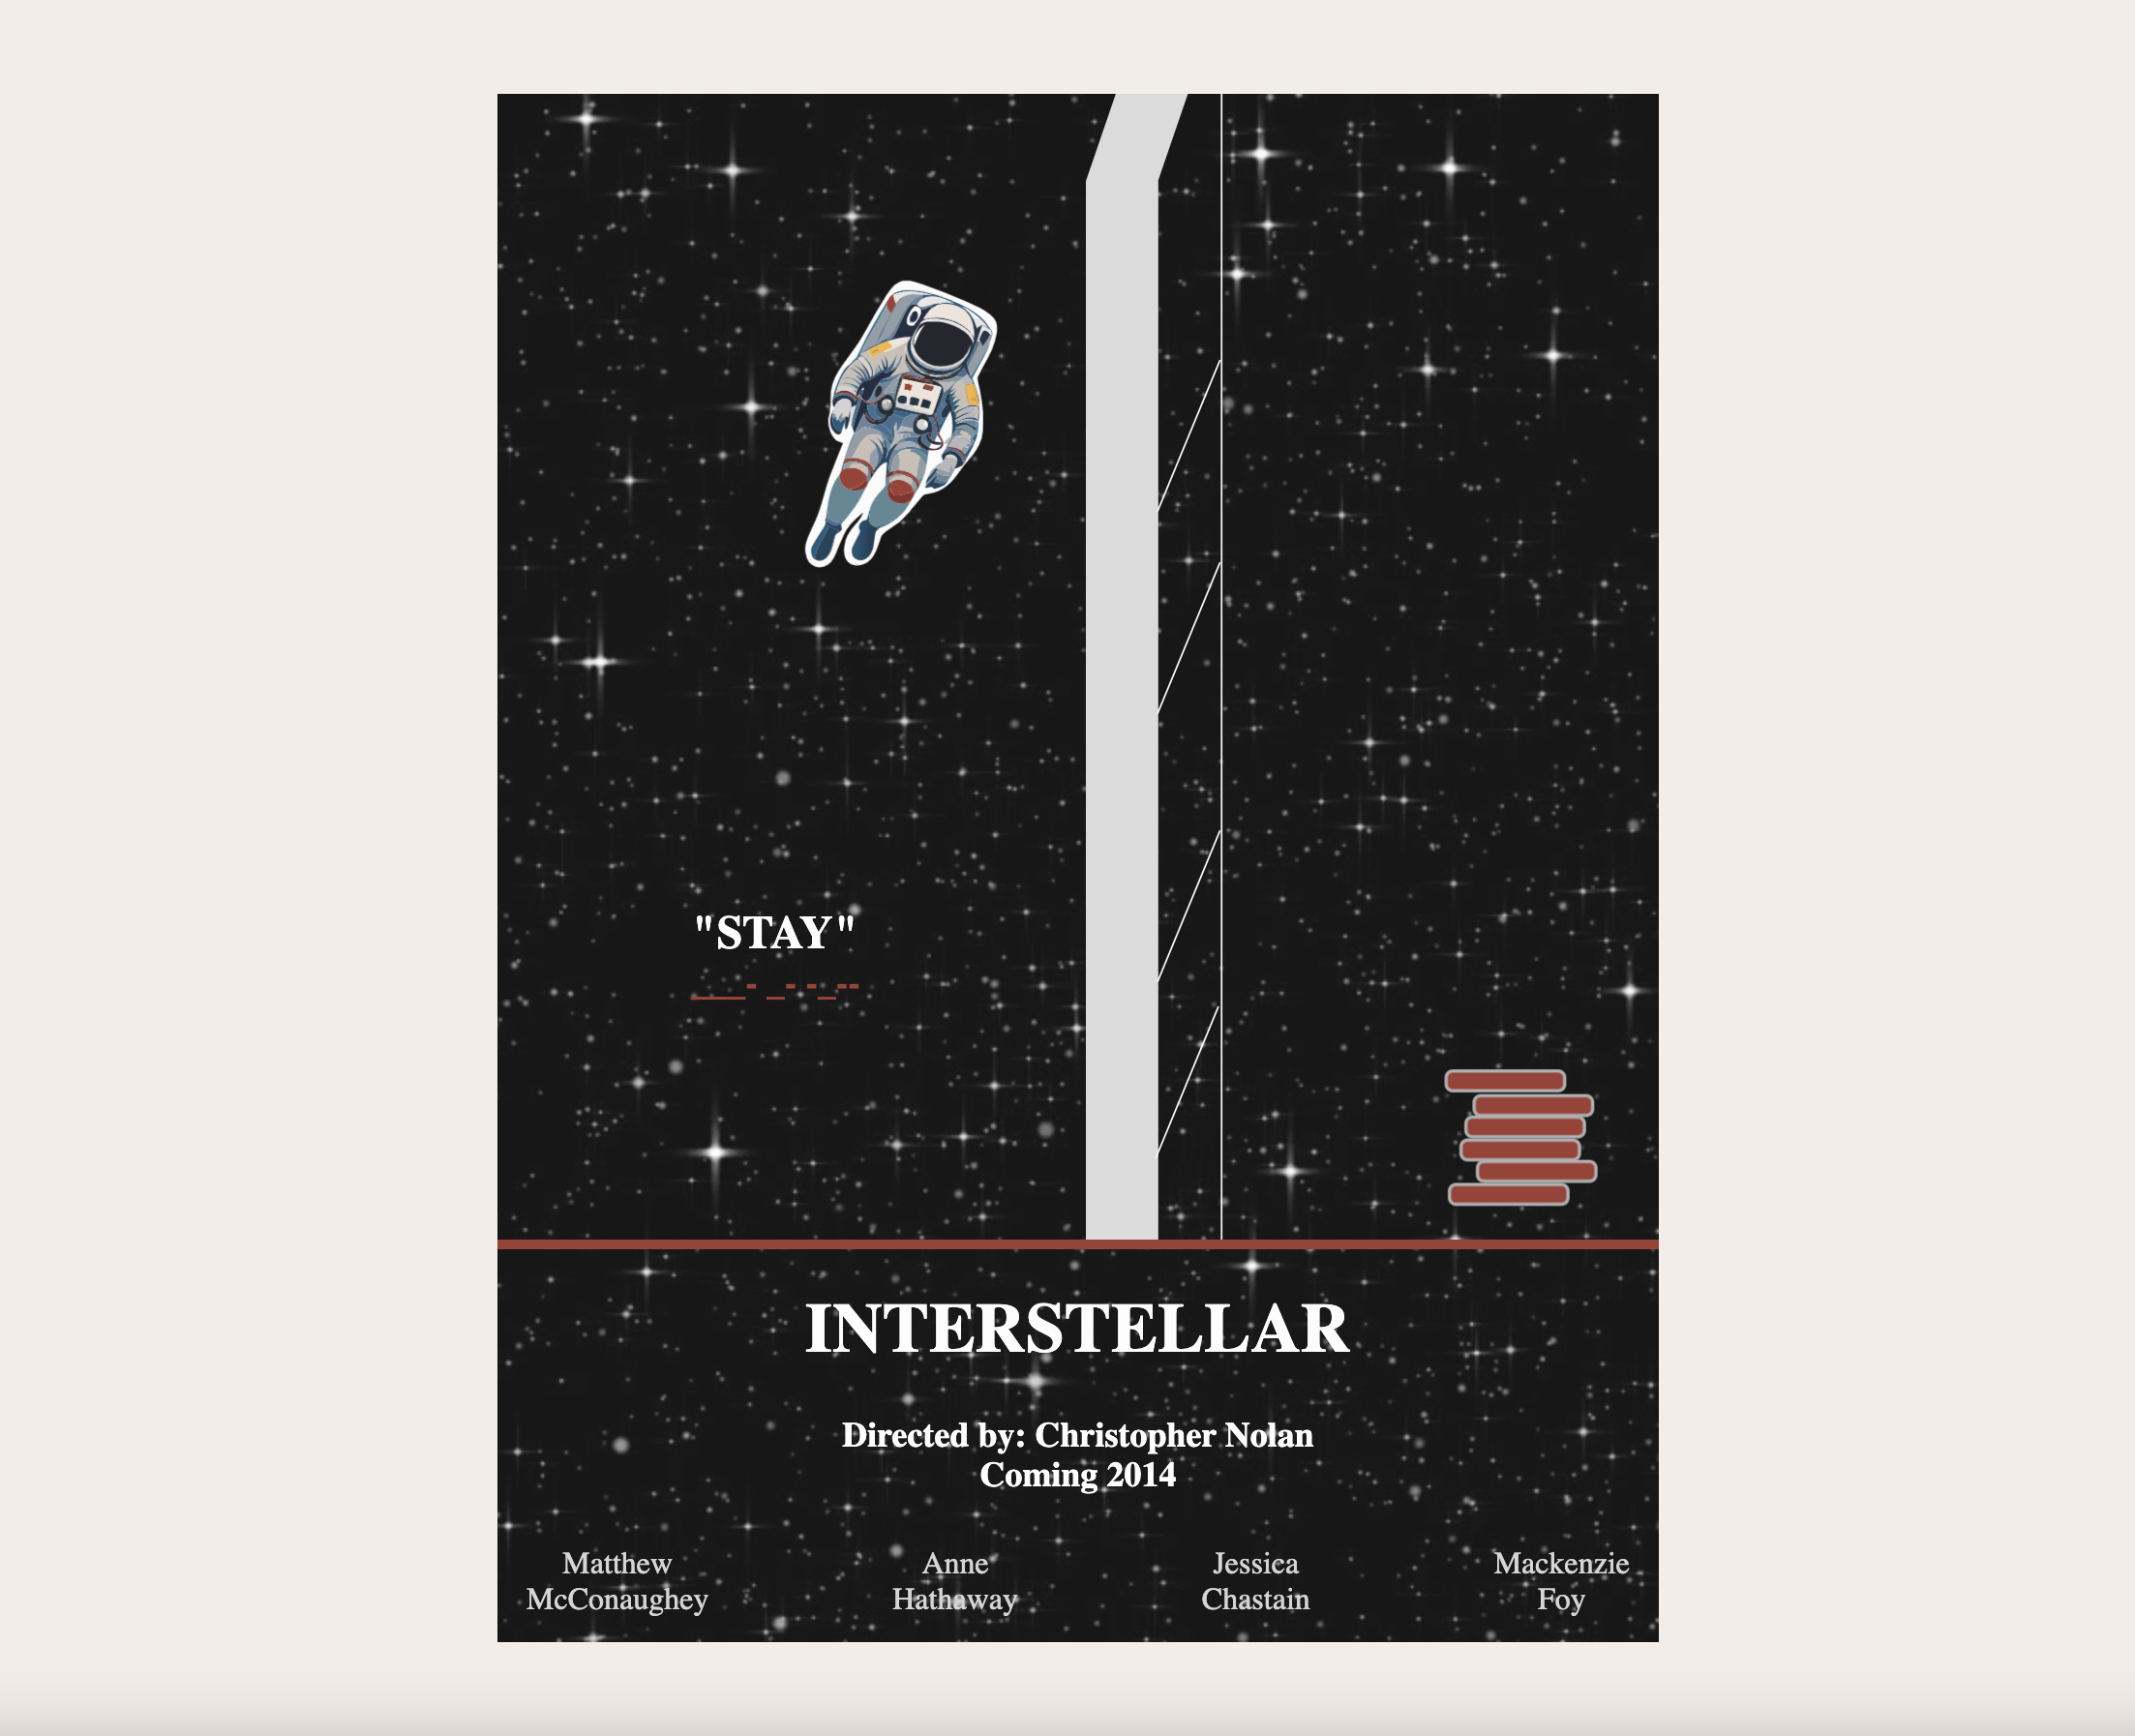 "STAY"
INTERSTELLAR
Directed by: Christopher Nolan
Coming 2014
Matthew
McConaughey
Anne
Hathaway
Jessica
Chastain
Mackenzie
Foy